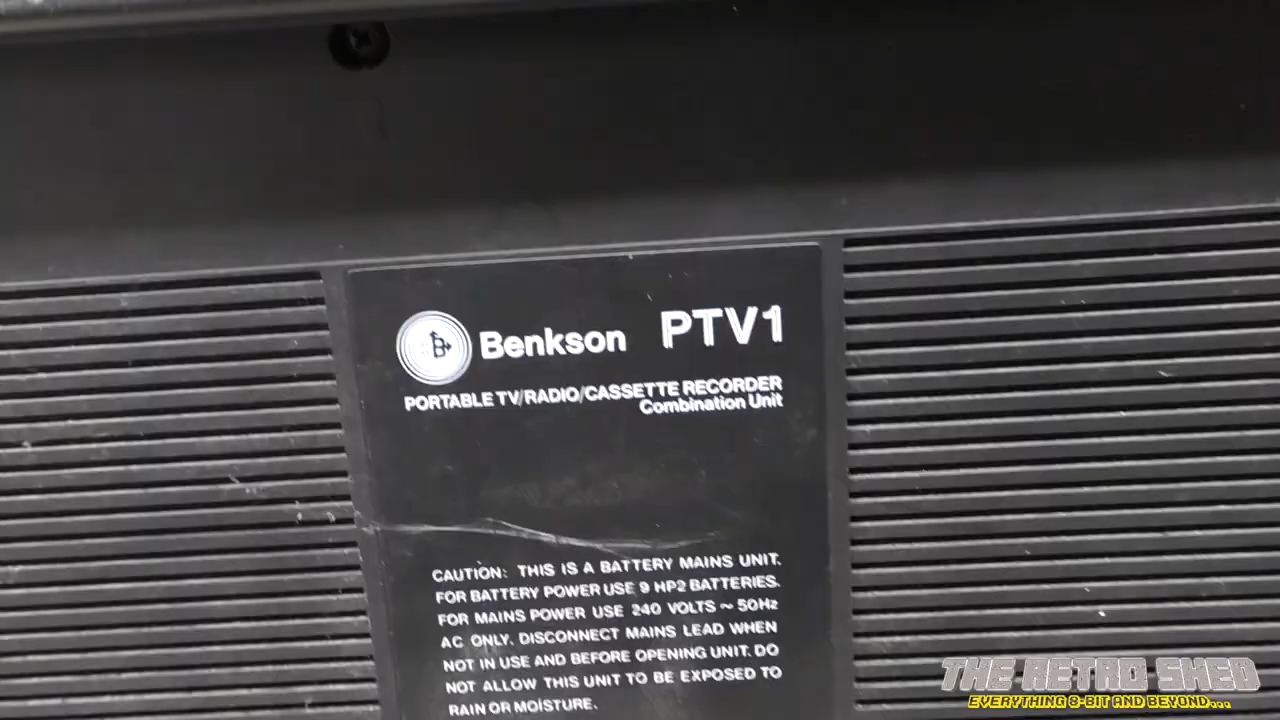 B
Benkson PTV1
PORTABLE TV/RADIO/CASSETTE RECORDER
Combination Unit
CAUTION: THIS IS A BATTERY MAINS UNIT.
FOR BATTERY POWER USE 9 HP2 BATTERIES.
FOR MAINS POWER USE 240 VOLTS ~ 50Hz
AC ONLY. DISCONNECT MAINS LEAD WHEN
NOT IN USE AND BEFORE OPENING UNIT. DO
NOT ALLOW THIS UNIT TO BE EXPOSED TO
RAIN OR MOISTURE.
THE RETRO SHED
EVERYTHING 8-BIT AND BEYOND...